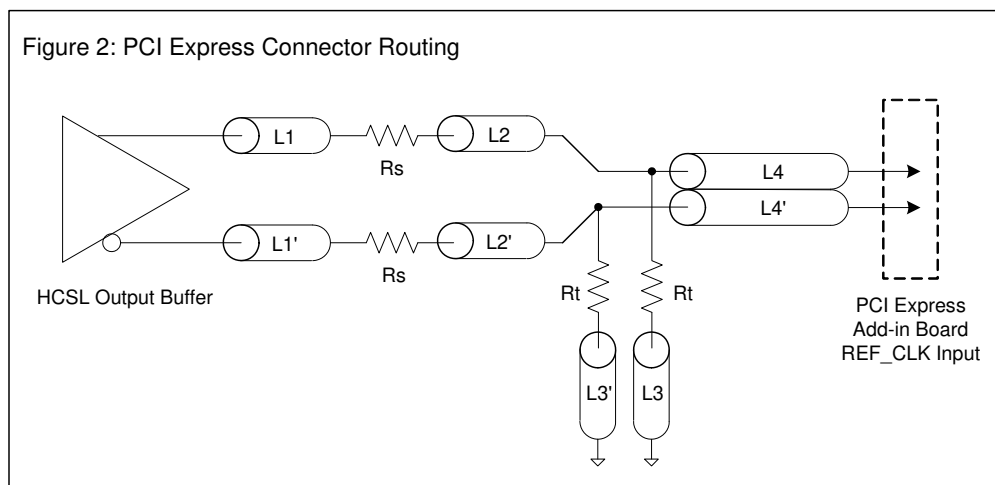 Figure 2: PCI Express Connector Routing
L1
Rs
L2
L4
L4'
L1'
Rs
L2'
HCSL Output Buffer
Rt
Rt
L3'
L3
PCI Express
Add-in Board
REF_CLK Input